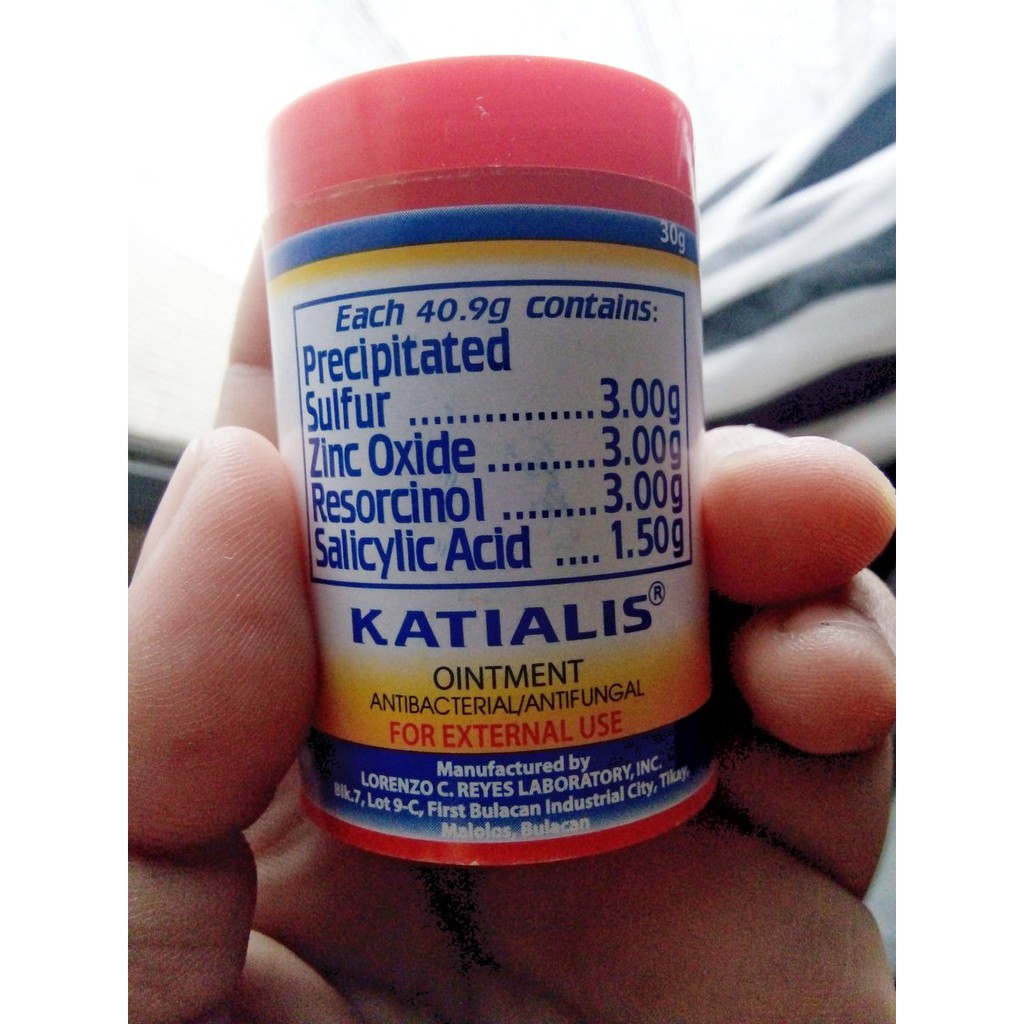 30g
Each 40.9g contains:
Precipitated
Sulfur ............... 3.00g
Zinc Oxide ......... 3.00g
Resorcinol ........ 3.00g
Salicylic Acid .... 1.50g
KATIALIS®
OINTMENT
ANTIBACTERIAL/ANTIFUNGAL
FOR EXTERNAL USE
Manufactured by
LORENZO C. REYES LABORATORY, INC.
Blk.7, Lot 9-C, First Bulacan Industrial City, Tikay,
Malolos, Bulacan